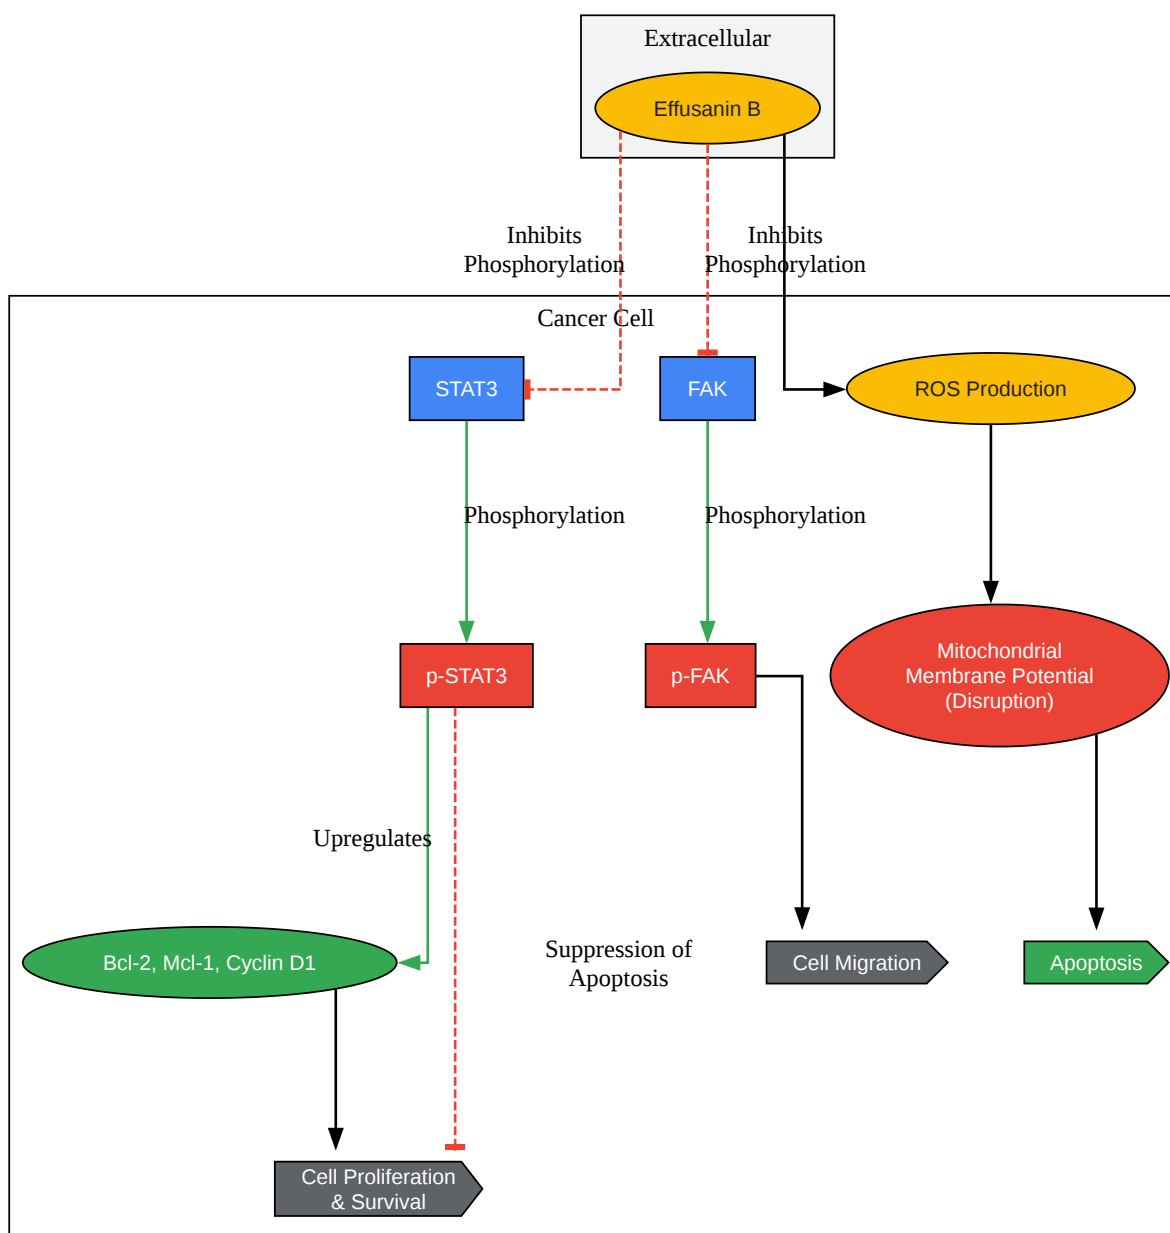 Extracellular
Effusanin B
Inhibits
Phosphorylation
Inhibits
Phosphorylation
Cancer Cell
STAT3
FAK
ROS Production
Phosphorylation
Phosphorylation
p-STAT3
p-FAK
Mitochondrial
Membrane Potential
(Disruption)
Upregulates
Bcl-2, Mcl-1, Cyclin D1
Suppression of
Apoptosis
Cell Migration
Apoptosis
Cell Proliferation
& Survival